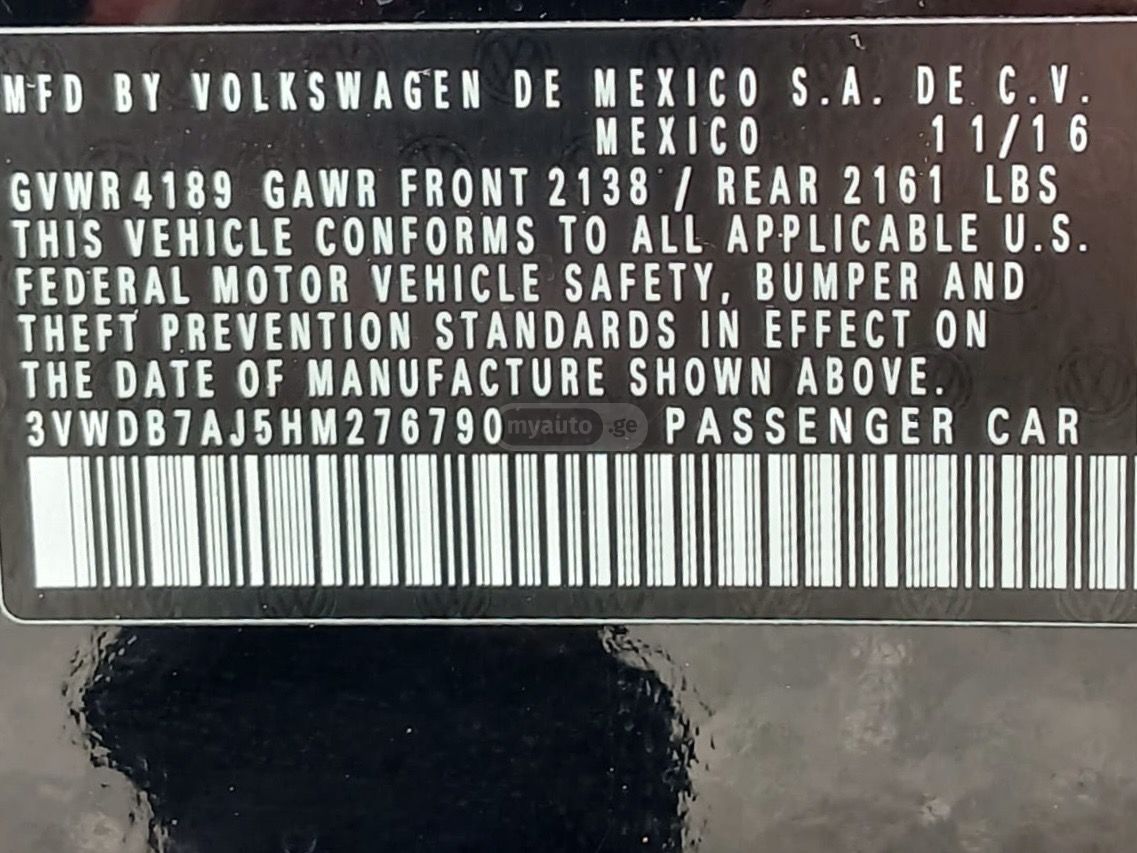 MFD BY VOLKSWAGEN DE MEXICO S.A. DE C.V.
MEXICO 11/16
GVWR 4189 GAWR FRONT 2138 / REAR 2161 LBS
THIS VEHICLE CONFORMS TO ALL APPLICABLE U.S.
FEDERAL MOTOR VEHICLE SAFETY, BUMPER AND
THEFT PREVENTION STANDARDS IN EFFECT ON
THE DATE OF MANUFACTURE SHOWN ABOVE.
3VWDB7AJ5HM276790 myauto.ge PASSENGER CAR